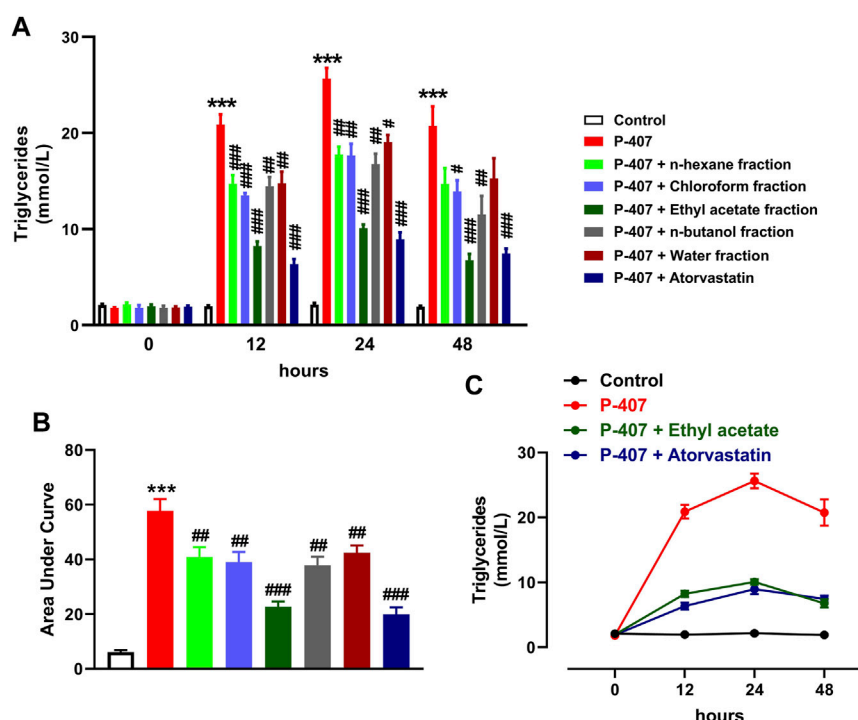 A
Triglycerides
(mmol/L)
30
20
10
0
***
###
###
###
##
##
###
***
##
##
###
##
#
###
***
#
###
##
###
0
12
24
48
hours
Control
P-407
P-407 + n-hexane fraction
P-407 + Chloroform fraction
P-407 + Ethyl acetate fraction
P-407 + n-butanol fraction
P-407 + Water fraction
P-407 + Atorvastatin
B
Area Under Curve
80
60
40
20
0
***
##
##
###
##
##
###
C
Control
P-407
P-407 + Ethyl acetate
P-407 + Atorvastatin
Triglycerides
(mmol/L)
30
20
10
0
0
12
24
48
hours